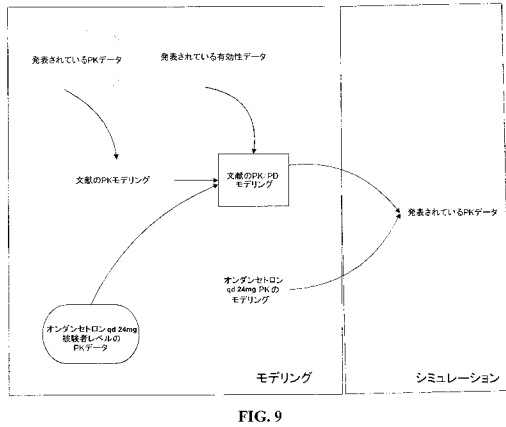 発表されているPKデータ
発表されている有効性データ
文献のPKモデリング
文献のPK/PD
モデリング
発表されているPKデータ
オンダンセトロン
qd 24mg PKの
モデリング
オンダンセトロン qd 24mg
被験者レベルの
PKデータ
モデリング
シミュレーション
FIG. 9